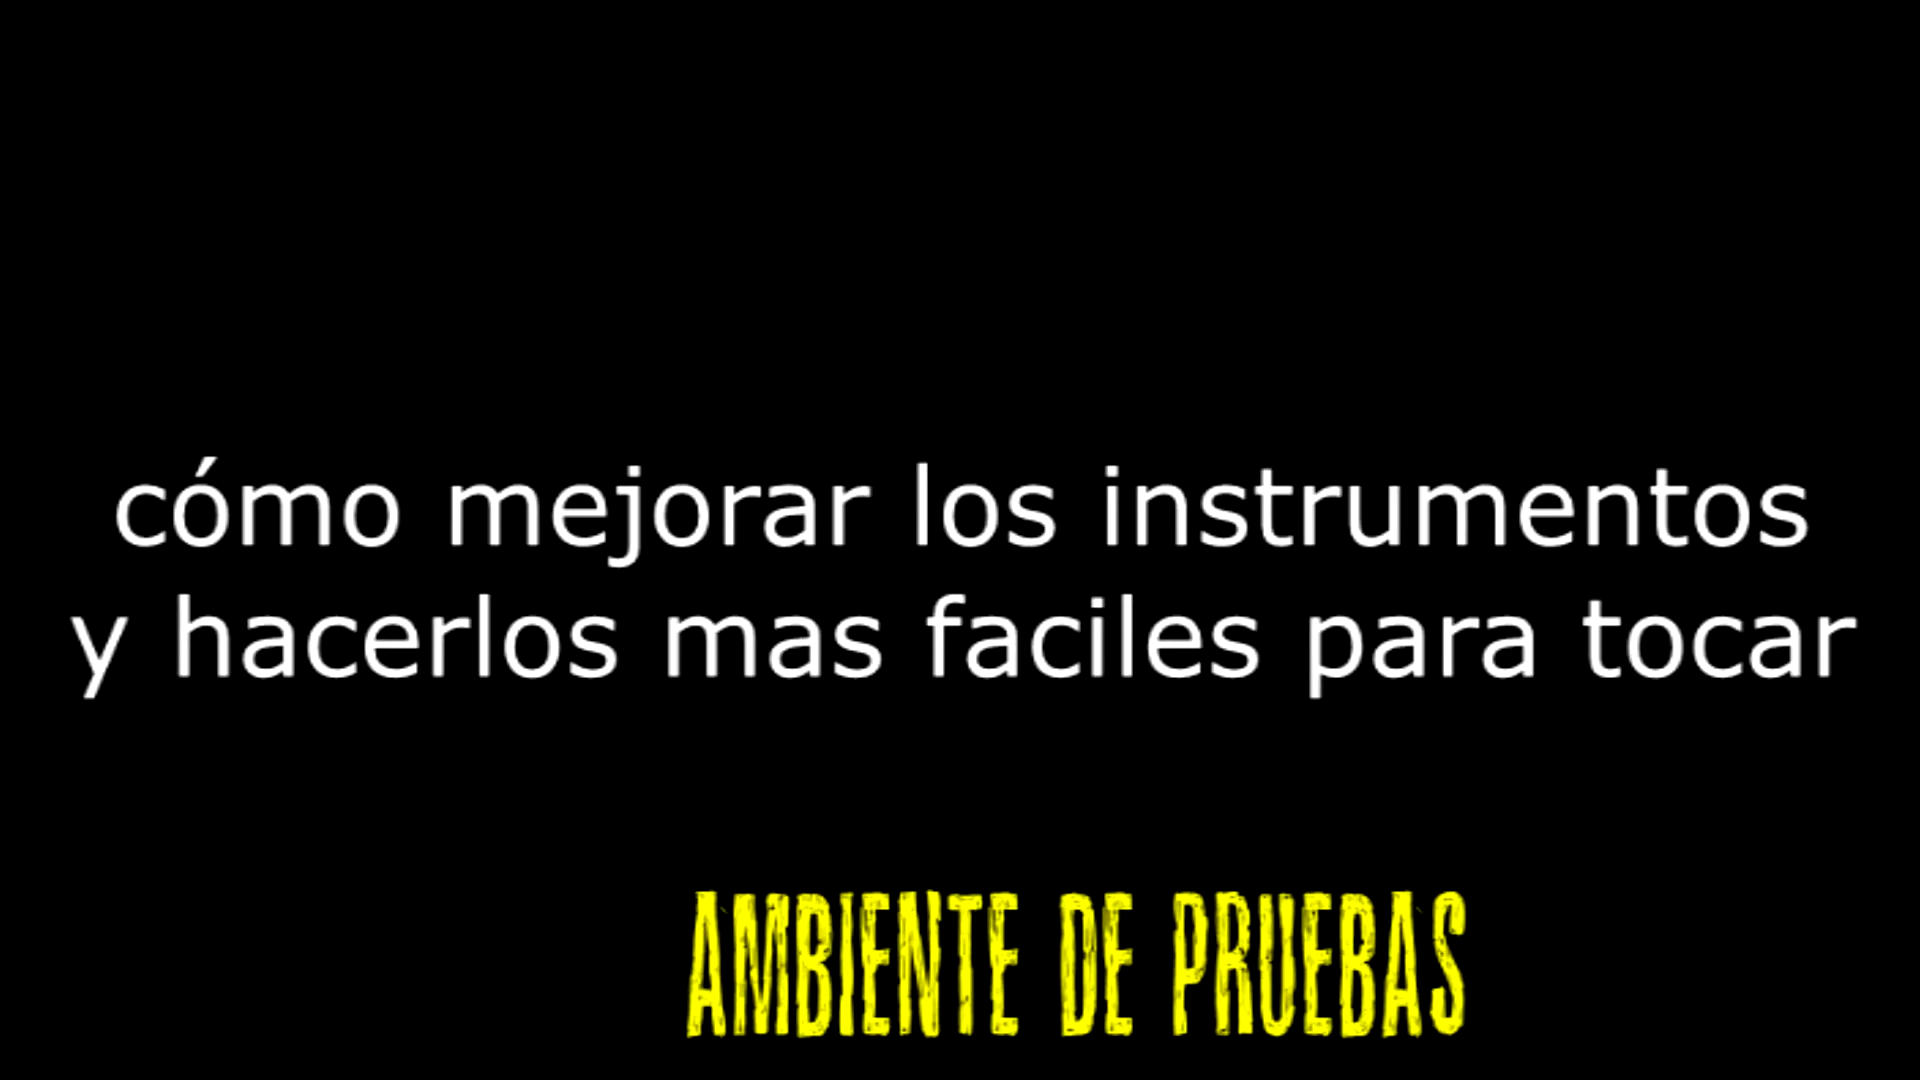 cómo mejorar los instrumentos
y hacerlos mas faciles para tocar
AMBIENTE DE PRUEBAS